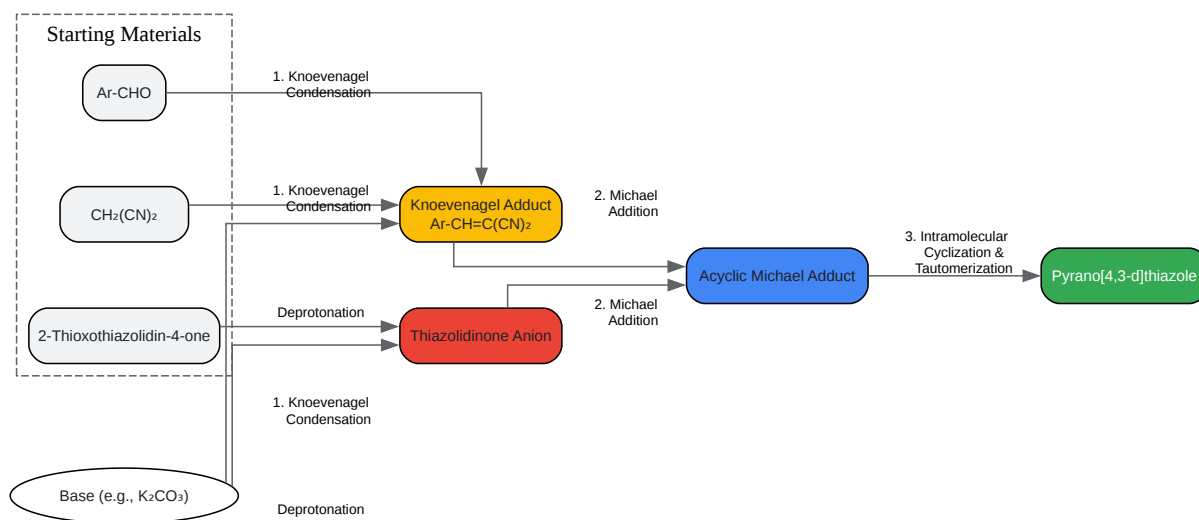 Starting Materials
Ar-CHO
1. Knoevenagel
Condensation
CH₂(CN)₂
1. Knoevenagel
Condensation
Knoevenagel Adduct
Ar-CH=C(CN)₂
2. Michael
Addition
3. Intramolecular
Cyclization &
Tautomerization
Acyclic Michael Adduct
Pyrano[4,3-d]thiazole
2-Thioxothiazolidin-4-one
Deprotonation
Thiazolidinone Anion
2. Michael
Addition
1. Knoevenagel
Condensation
Base (e.g., K₂CO₃)
Deprotonation